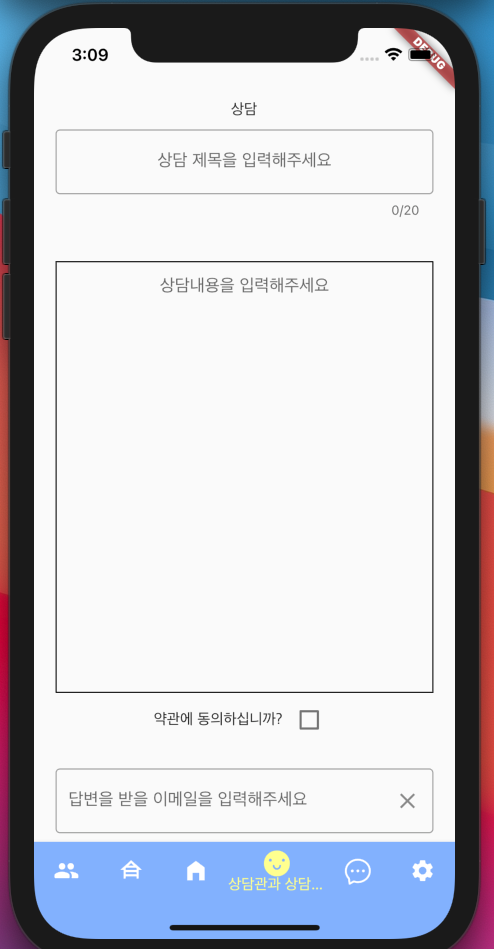 3:09
DEBUG
상담
상담 제목을 입력해주세요
0/20
상담내용을 입력해주세요
약관에 동의하십니까?
답변을 받을 이메일을 입력해주세요
상담관과 상담...